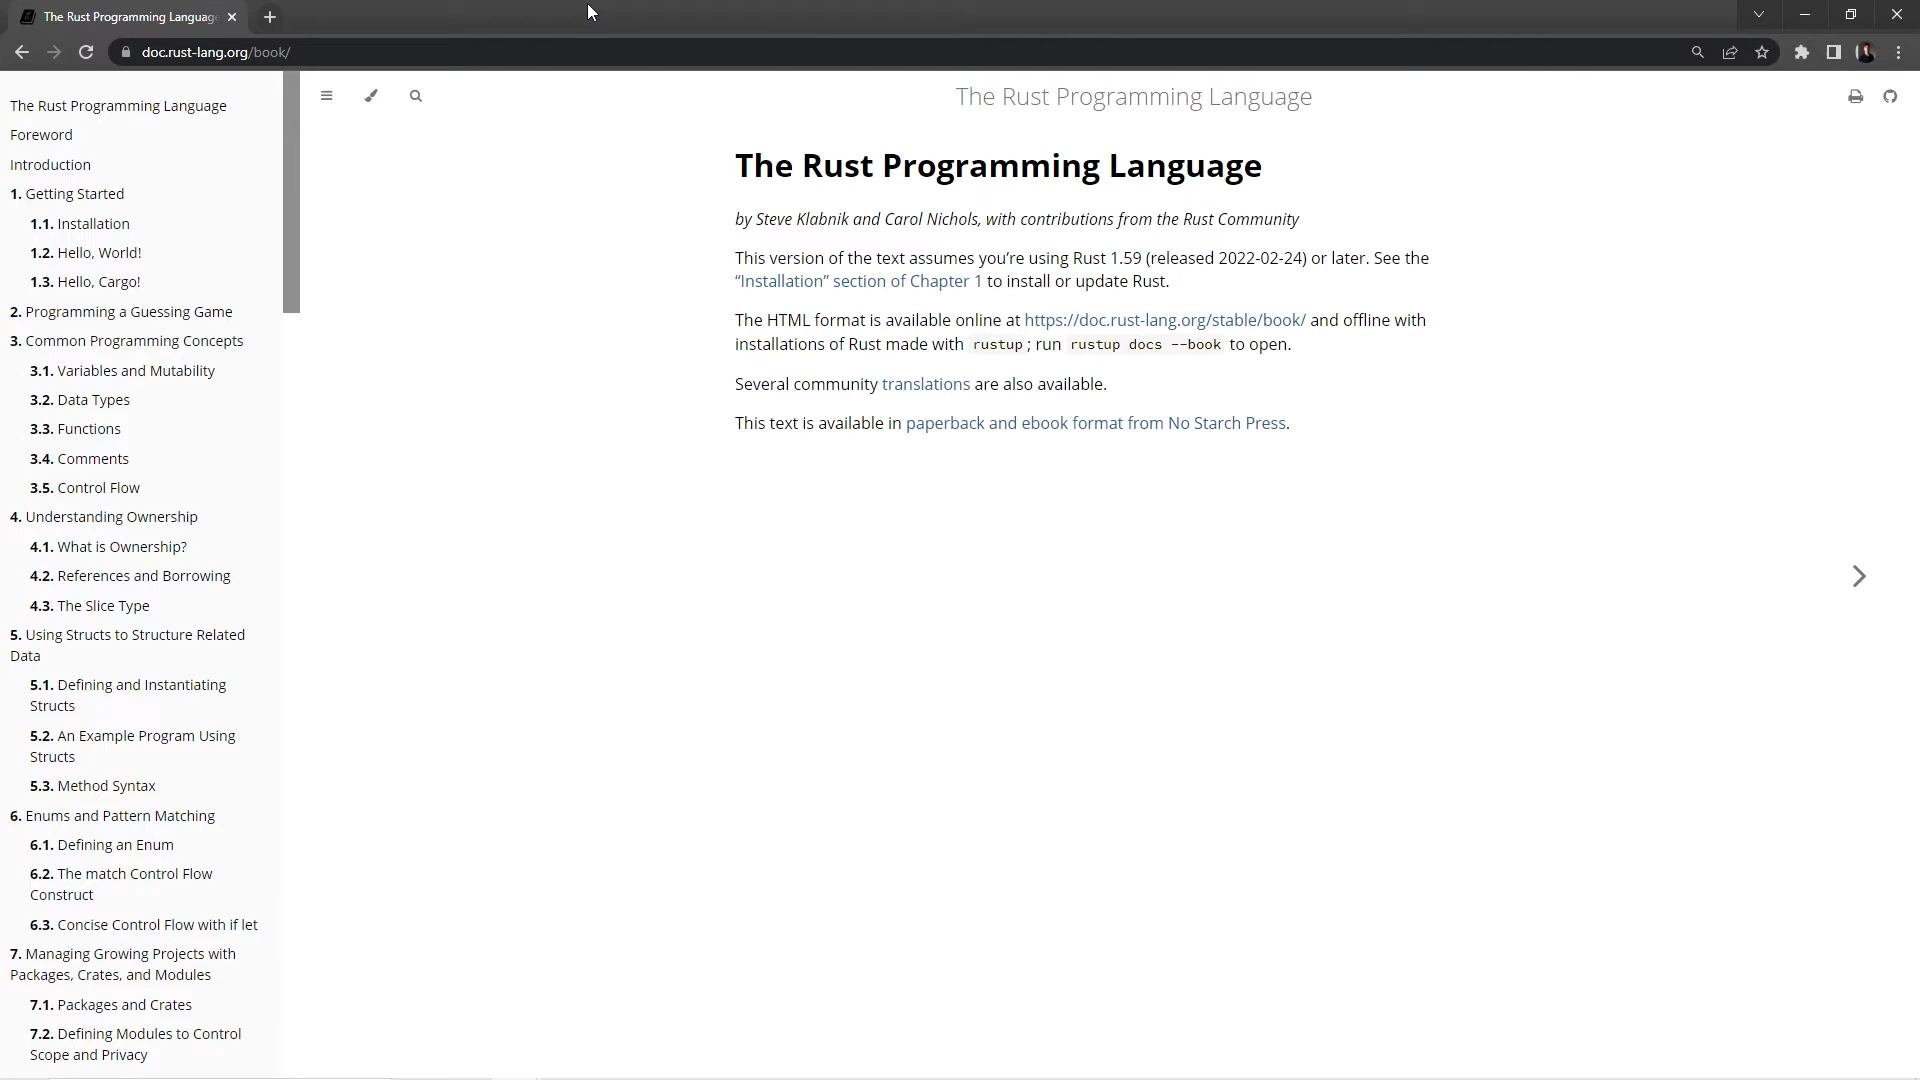 The Rust Programming Languag
doc.rust-lang.org/book/
The Rust Programming Language
Foreword
Introduction
1. Getting Started
1.1. Installation
1.2. Hello, World!
1.3. Hello, Cargo!
2. Programming a Guessing Game
3. Common Programming Concepts
3.1. Variables and Mutability
3.2. Data Types
3.3. Functions
3.4. Comments
3.5. Control Flow
4. Understanding Ownership
4.1. What is Ownership?
4.2. References and Borrowing
4.3. The Slice Type
5. Using Structs to Structure Related
Data
5.1. Defining and Instantiating
Structs
5.2. An Example Program Using
Structs
5.3. Method Syntax
6. Enums and Pattern Matching
6.1. Defining an Enum
6.2. The match Control Flow
Construct
6.3. Concise Control Flow with if let
7. Managing Growing Projects with
Packages, Crates, and Modules
7.1. Packages and Crates
7.2. Defining Modules to Control
Scope and Privacy
The Rust Programming Language
The Rust Programming Language
by Steve Klabnik and Carol Nichols, with contributions from the Rust Community
This version of the text assumes you’re using Rust 1.59 (released 2022-02-24) or later. See the
“Installation” section of Chapter 1 to install or update Rust.
The HTML format is available online at https://doc.rust-lang.org/stable/book/ and offline with
installations of Rust made with rustup; run rustup docs --book to open.
Several community translations are also available.
This text is available in paperback and ebook format from No Starch Press.